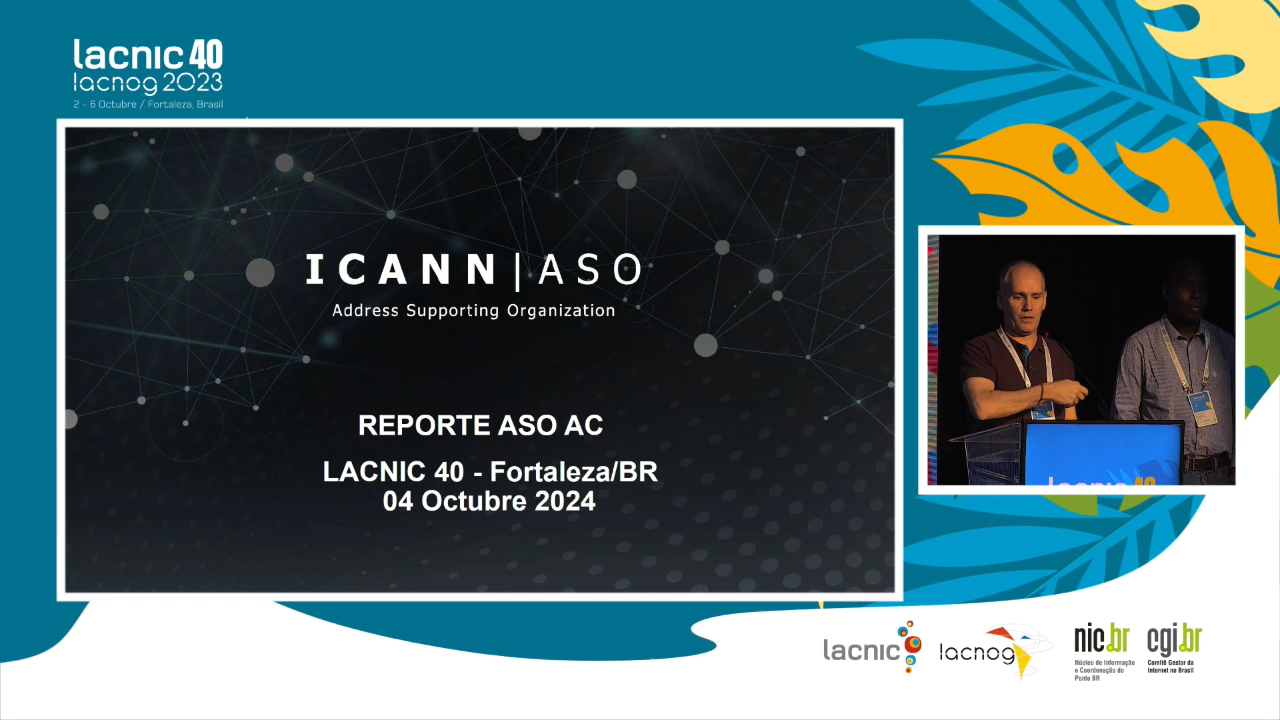 lacnic 40
lacnog 2023
2 - 6 Octubre / Fortaleza, Brasil
ICANN|ASO
Address Supporting Organization
REPORTE ASO AC
LACNIC 40 - Fortaleza/BR
04 Octubre 2024
lacnic 40
lacnic
lacnog
nic.br
Núcleo de Informação
e Coordenação do
Ponto BR
cgi.br
Comitê Gestor da
Internet no Brasil